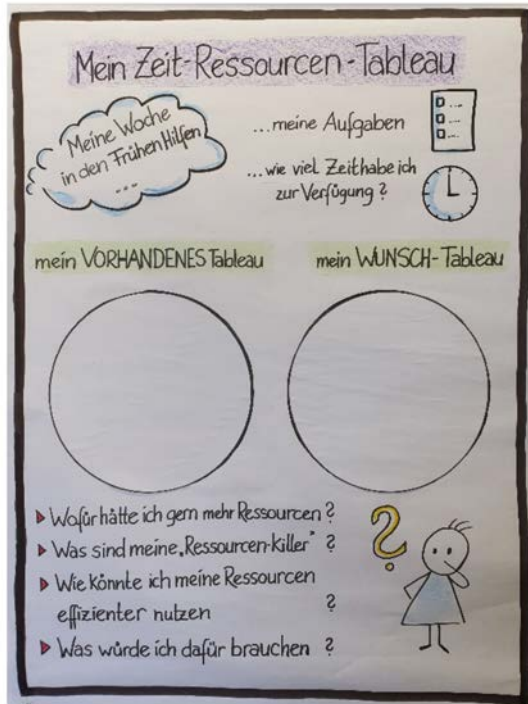 Mein Zeit-Ressourcen-Tableau
Meine Woche
in den Frühen Hilfen
...
...meine Aufgaben
...wie viel Zeit habe ich
zur Verfügung?
mein VORHANDENES Tableau
mein WUNSCH-Tableau
Wofür hätte ich gern mehr Ressourcen?
Was sind meine „Ressourcen-Killer“?
Wie könnte ich meine Ressourcen
effizienter nutzen ?
Was würde ich dafür brauchen ?
?